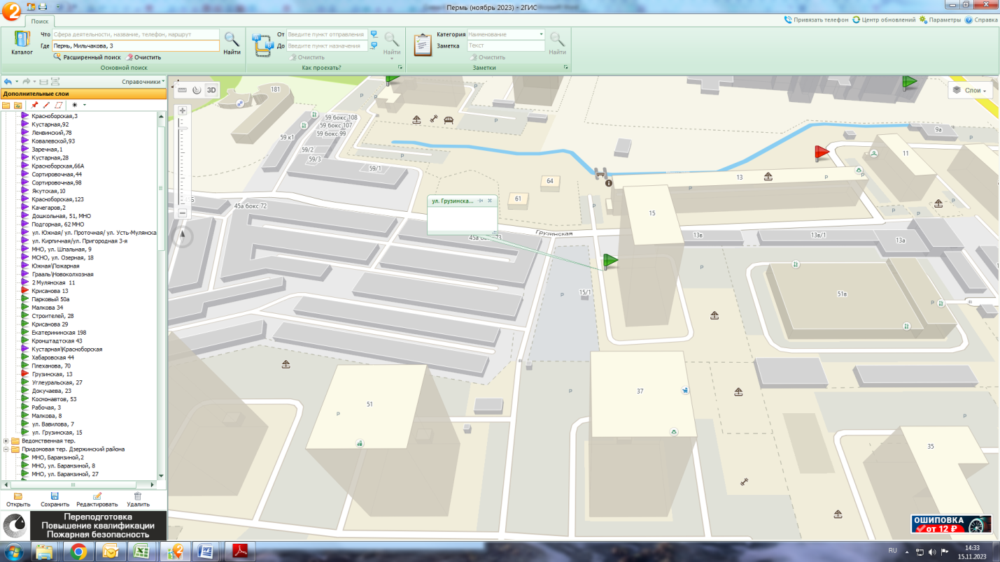 Пермь (ноябрь 2023) - 2ГИС
Поиск
Привязать телефон
Центр обновлений
Параметры
Справка
Каталог
Что Сфера деятельности, название, телефон, маршрут
Где Пермь, Мильчакова, 3
Расширенный поиск
Очистить
Найти
Основной поиск
От Введите пункт отправления
До Введите пункт назначения
Очистить
Найти
Как проехать?
Категория Наименование
Заметка Текст
Очистить
Найти
Заметки
Справочники
Дополнительные слои
Красноборская,3
Кустарная,92
Ленвинский,78
Ковалевской,93
Заречная,1
Кустарная,28
Красноборская,66А
Сортировочная,44
Сортировочная,98
Якутская,10
Красноборская,123
Качегаров,2
Дошкольная, 51, МНО
Подгорная, 62 МНО
ул. Южная/ ул. Проточная/ ул. Усть-Мулянска
ул. Кирпичная/ул. Пригородная 3-я
МНО, ул. Шпальная, 9
МСНО, ул. Озерная, 18
Южная\Пожарная
Грааль\Новоколхозная
2 Мулянская 11
Крисанова 13
Парковый 50а
Малкова 34
Строителей, 28
Крисанова 29
Екатерининская 198
Кронштадтская 43
Кустарная\Красноборская
Хабаровская 44
Плеханова, 70
Грузинская, 13
Углеуральская, 27
Докучаева, 23
Космонавтов, 53
Рабочая, 3
Малкова, 8
ул. Вавилова, 7
ул. Грузинская, 15
Ведомственная тер.
Придомовая тер. Дзержинского района
МНО, Барамзиной,2
МНО, ул. Барамзиной, 8
МНО, ул. Барамзиной, 27
Открыть
Сохранить
Редактировать
Удалить
Переподготовка
Повышение квалификации
Пожарная безопасность
3D
Слои
181
59 бокс 108
59 бокс 107
59 бокс 99
59 к1
59/2
59/3
59/1
9а
11
13
64
61
15
45а бокс 72
ул. Грузинска...
Грузинская
13в
13в/1
13а
15/1
51в
51
37
35
ОШИПОВКА
от 12 ₽
RU
14:33
15.11.2023